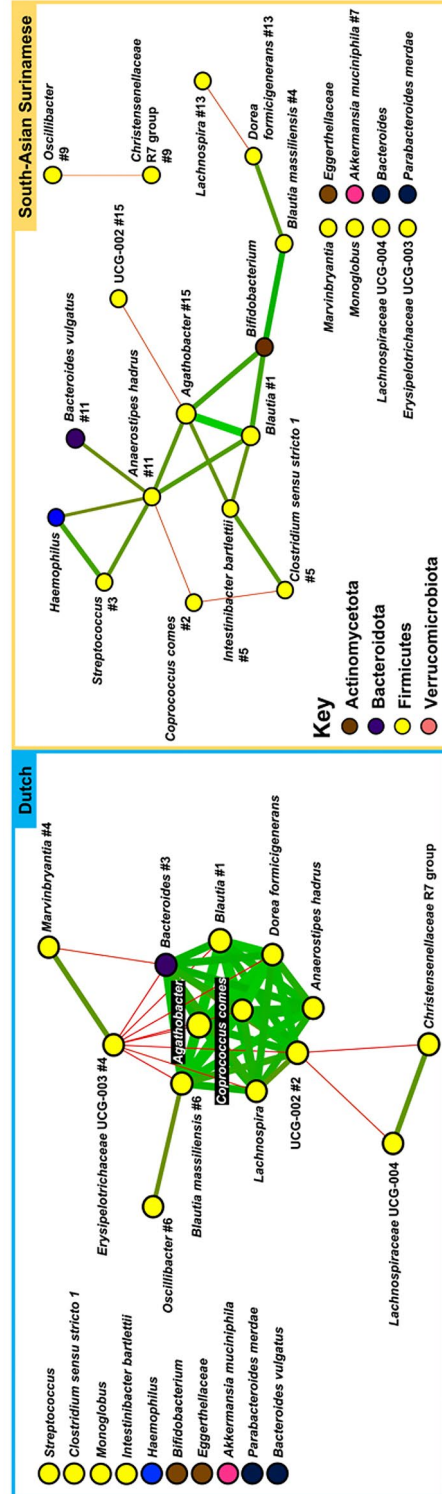 Dutch
Streptococcus
Clostridium sensu stricto 1
Monoglobus
Intestinibacter bartlettii
Haemophilus
Bifidobacterium
Eggerthellaceae
Akkermansia muciniphila
Parabacteroides merdae
Bacteroides vulgatus
Marvinbryantia #4
Erysipelotrichaceae UCG-003 #4
Bacteroides #3
Agathobacter
Blautia #1
Oscillibacter #6
Blautia massiliensis #6
Coprococcus comes
Dorea formicigenerans
Lachnospira
UCG-002 #2
Anaerostipes hadrus
Lachnospiraceae UCG-004
Christensenellaceae R7 group
South-Asian Surinamese
Haemophilus
Bacteroides vulgatus
#11
Oscillibacter
#9
Streptococcus
#3
Anaerostipes hadrus
#11
UCG-002 #15
Christensenellaceae
R7 group
#9
Coprococcus comes
#2
Agathobacter #15
Lachnospira #13
Intestinibacter bartlettii
#5
Blautia #1
Bifidobacterium
Dorea
formicigenerans #13
Blautia massiliensis #4
Clostridium sensu stricto 1
#5
Key
Actinomycetota
Bacteroidota
Firmicutes
Verrucomicrobiota
Marvinbryantia
Monoglobus
Lachnospiraceae UCG-004
Erysipelotrichaceae UCG-003
Eggerthellaceae
Akkermansia muciniphila #7
Bacteroides
Parabacteroides merdae